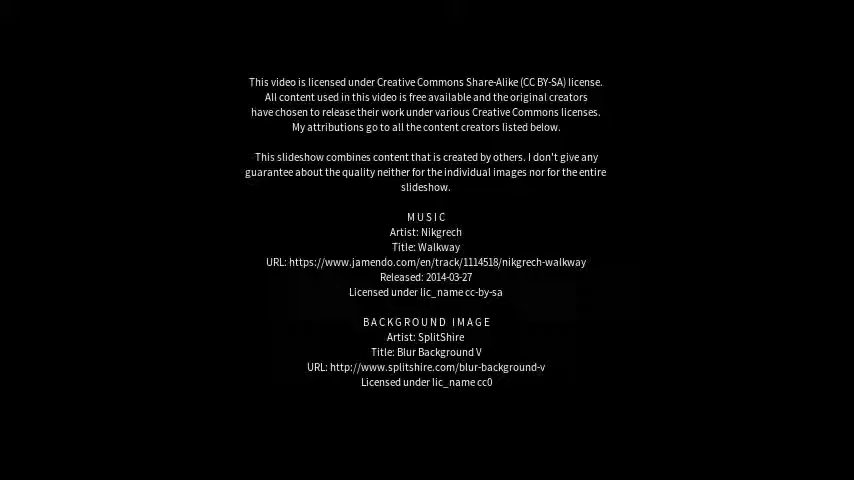 This video is licensed under Creative Commons Share-Alike (CC BY-SA) license.
All content used in this video is free available and the original creators
have chosen to release their work under various Creative Commons licenses.
My attributions go to all the content creators listed below.
This slideshow combines content that is created by others. I don't give any
guarantee about the quality neither for the individual images nor for the entire
slideshow.
MUSIC
Artist: Nikgrech
Title: Walkway
URL: https://www.jamendo.com/en/track/1114518/nikgrech-walkway
Released: 2014-03-27
Licensed under lic_name cc-by-sa
BACKGROUND IMAGE
Artist: SplitShire
Title: Blur Background V
URL: http://www.splitshire.com/blur-background-v
Licensed under lic_name cc0